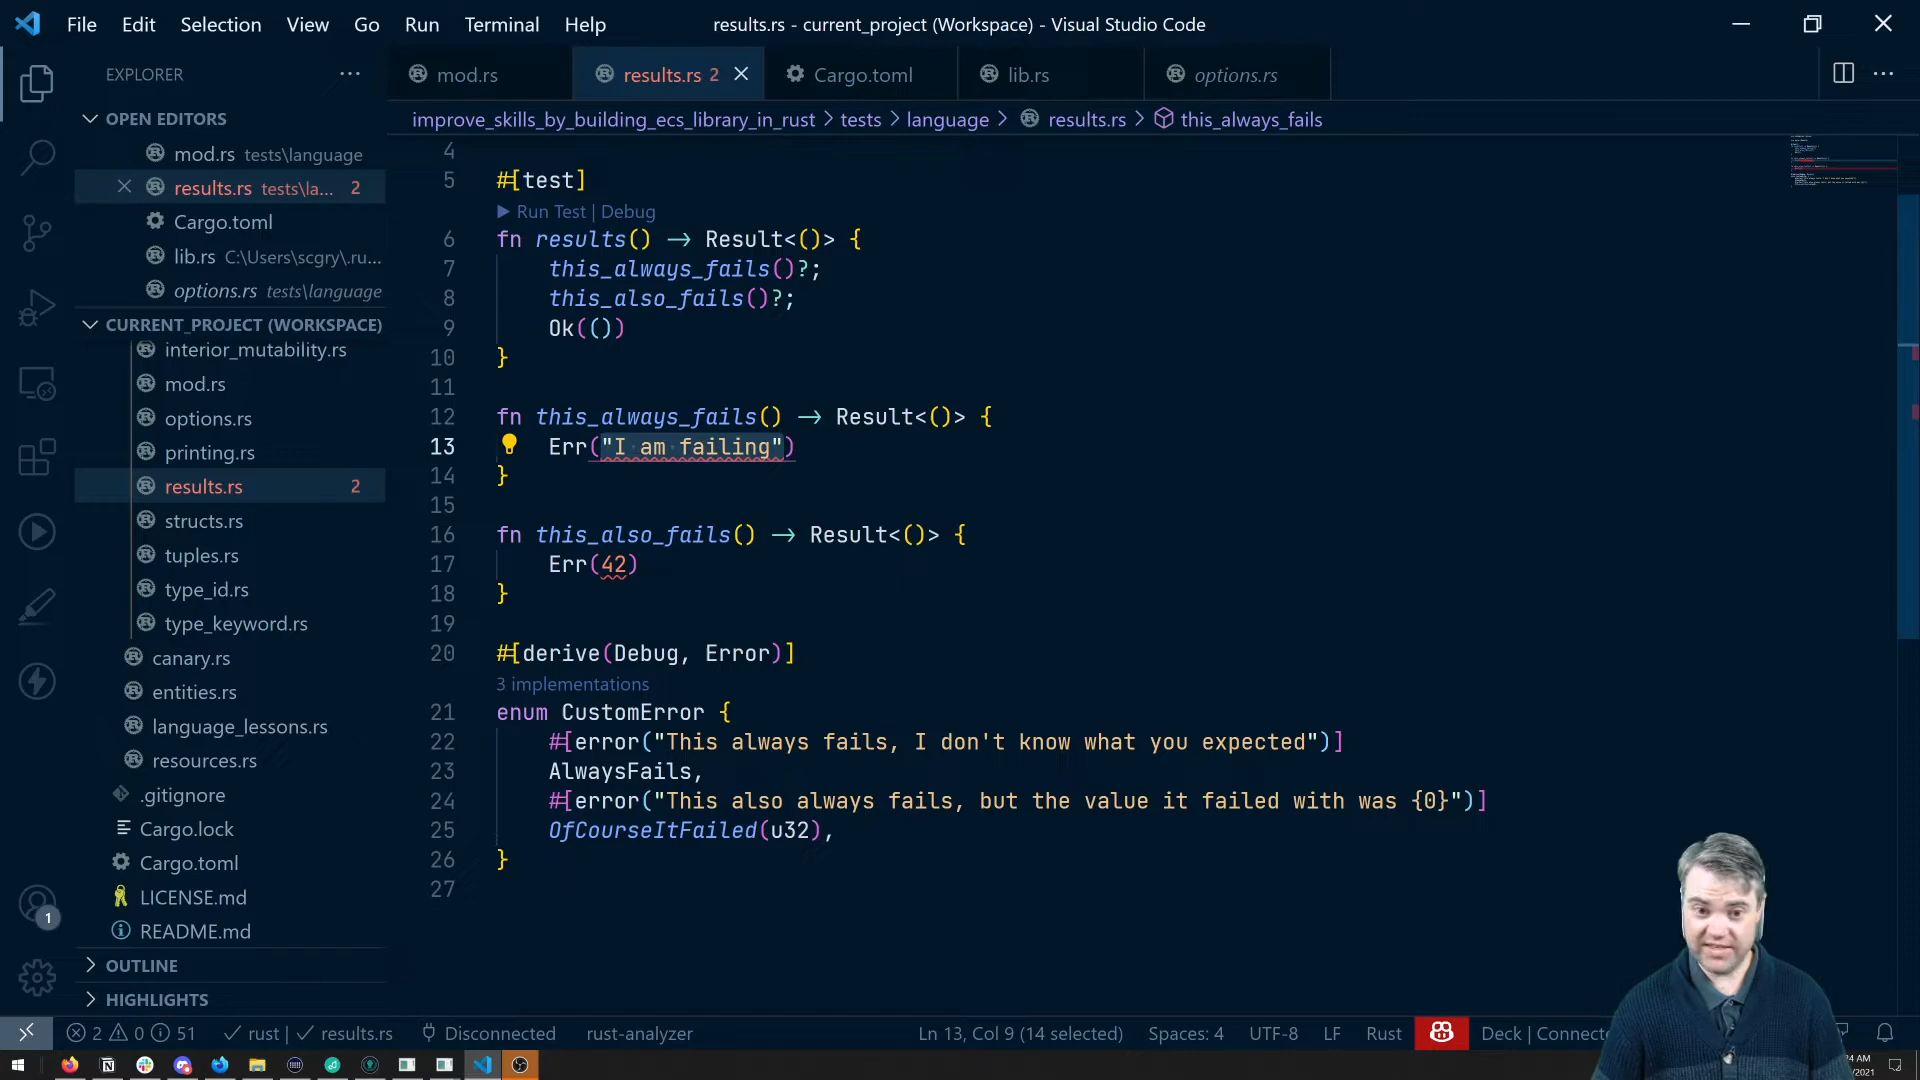 File Edit Selection View Go Run Terminal Help
results.rs - current_project (Workspace) - Visual Studio Code
EXPLORER
mod.rs
results.rs 2
Cargo.toml
lib.rs
options.rs
improve_skills_by_building_ecs_library_in_rust > tests > language > results.rs > this_always_fails
OPEN EDITORS
mod.rs tests\language
results.rs tests\la... 2
Cargo.toml
lib.rs C:\Users\scgry\.ru...
options.rs tests\language
CURRENT_PROJECT (WORKSPACE)
interior_mutability.rs
mod.rs
options.rs
printing.rs
results.rs 2
structs.rs
tuples.rs
type_id.rs
type_keyword.rs
canary.rs
entities.rs
language_lessons.rs
resources.rs
.gitignore
Cargo.lock
Cargo.toml
LICENSE.md
README.md
OUTLINE
HIGHLIGHTS
4
5 #[test]
Run Test | Debug
6 fn results() -> Result<()> {
7 this_always_fails()?;
8 this_also_fails()?;
9 Ok(())
10 }
11
12 fn this_always_fails() -> Result<()> {
13 Err("I am failing")
14 }
15
16 fn this_also_fails() -> Result<()> {
17 Err(42)
18 }
19
20 #[derive(Debug, Error)]
3 implementations
21 enum CustomError {
22 #[error("This always fails, I don't know what you expected")]
23 AlwaysFails,
24 #[error("This also always fails, but the value it failed with was {0}")]
25 OfCourseItFailed(u32),
26 }
27
1
2 0 51 rust | results.rs Disconnected rust-analyzer Ln 13, Col 9 (14 selected) Spaces: 4 UTF-8 LF Rust Deck | Connecte